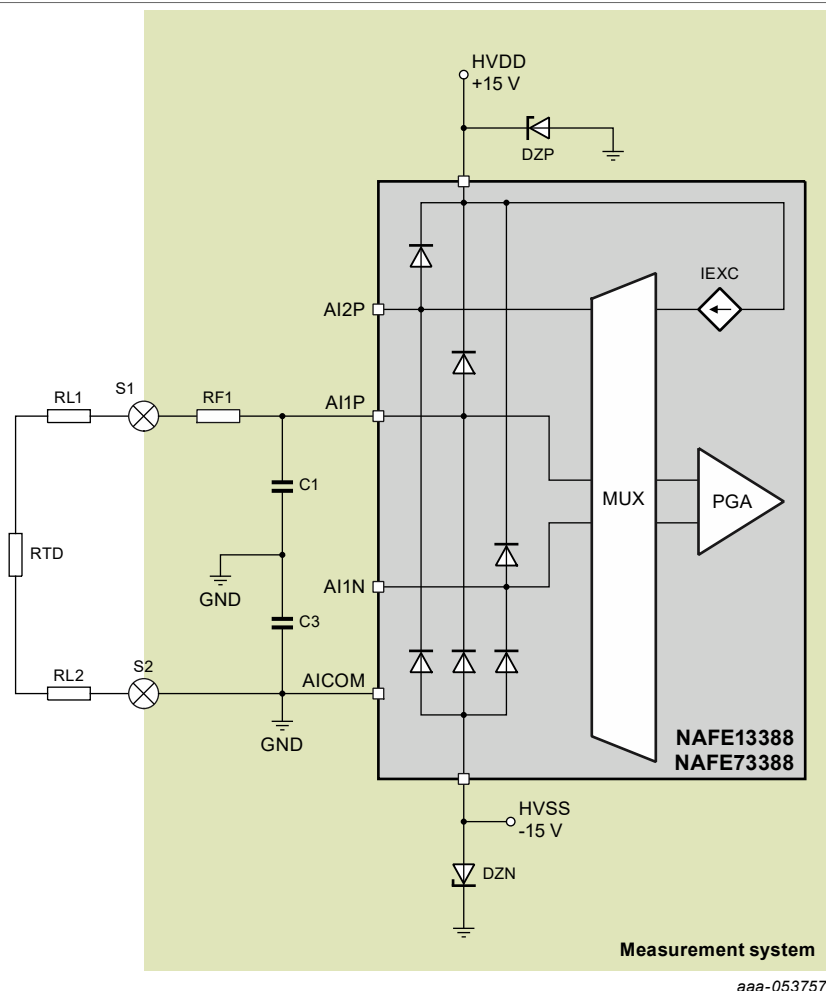 HVDD
+15 V
DZP
IEXC
AI2P
S1
RL1
RF1
AI1P
C1
MUX
PGA
RTD
GND
AI1N
C3
S2
RL2
AICOM
GND
NAFE13388
NAFE73388
HVSS
-15 V
DZN
Measurement system
aaa-053757